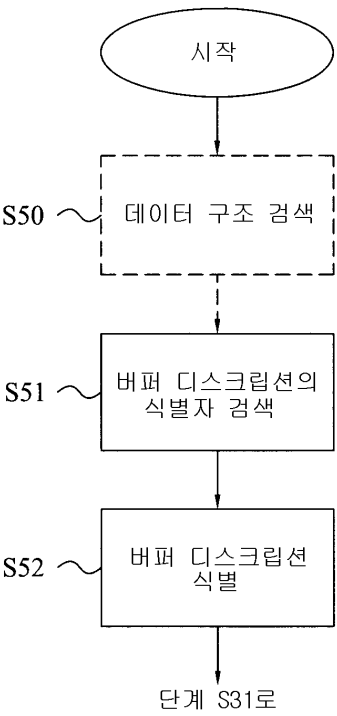 시작
S50
데이터 구조 검색
S51
버퍼 디스크립션의
식별자 검색
S52
버퍼 디스크립션
식별
단계 S31로